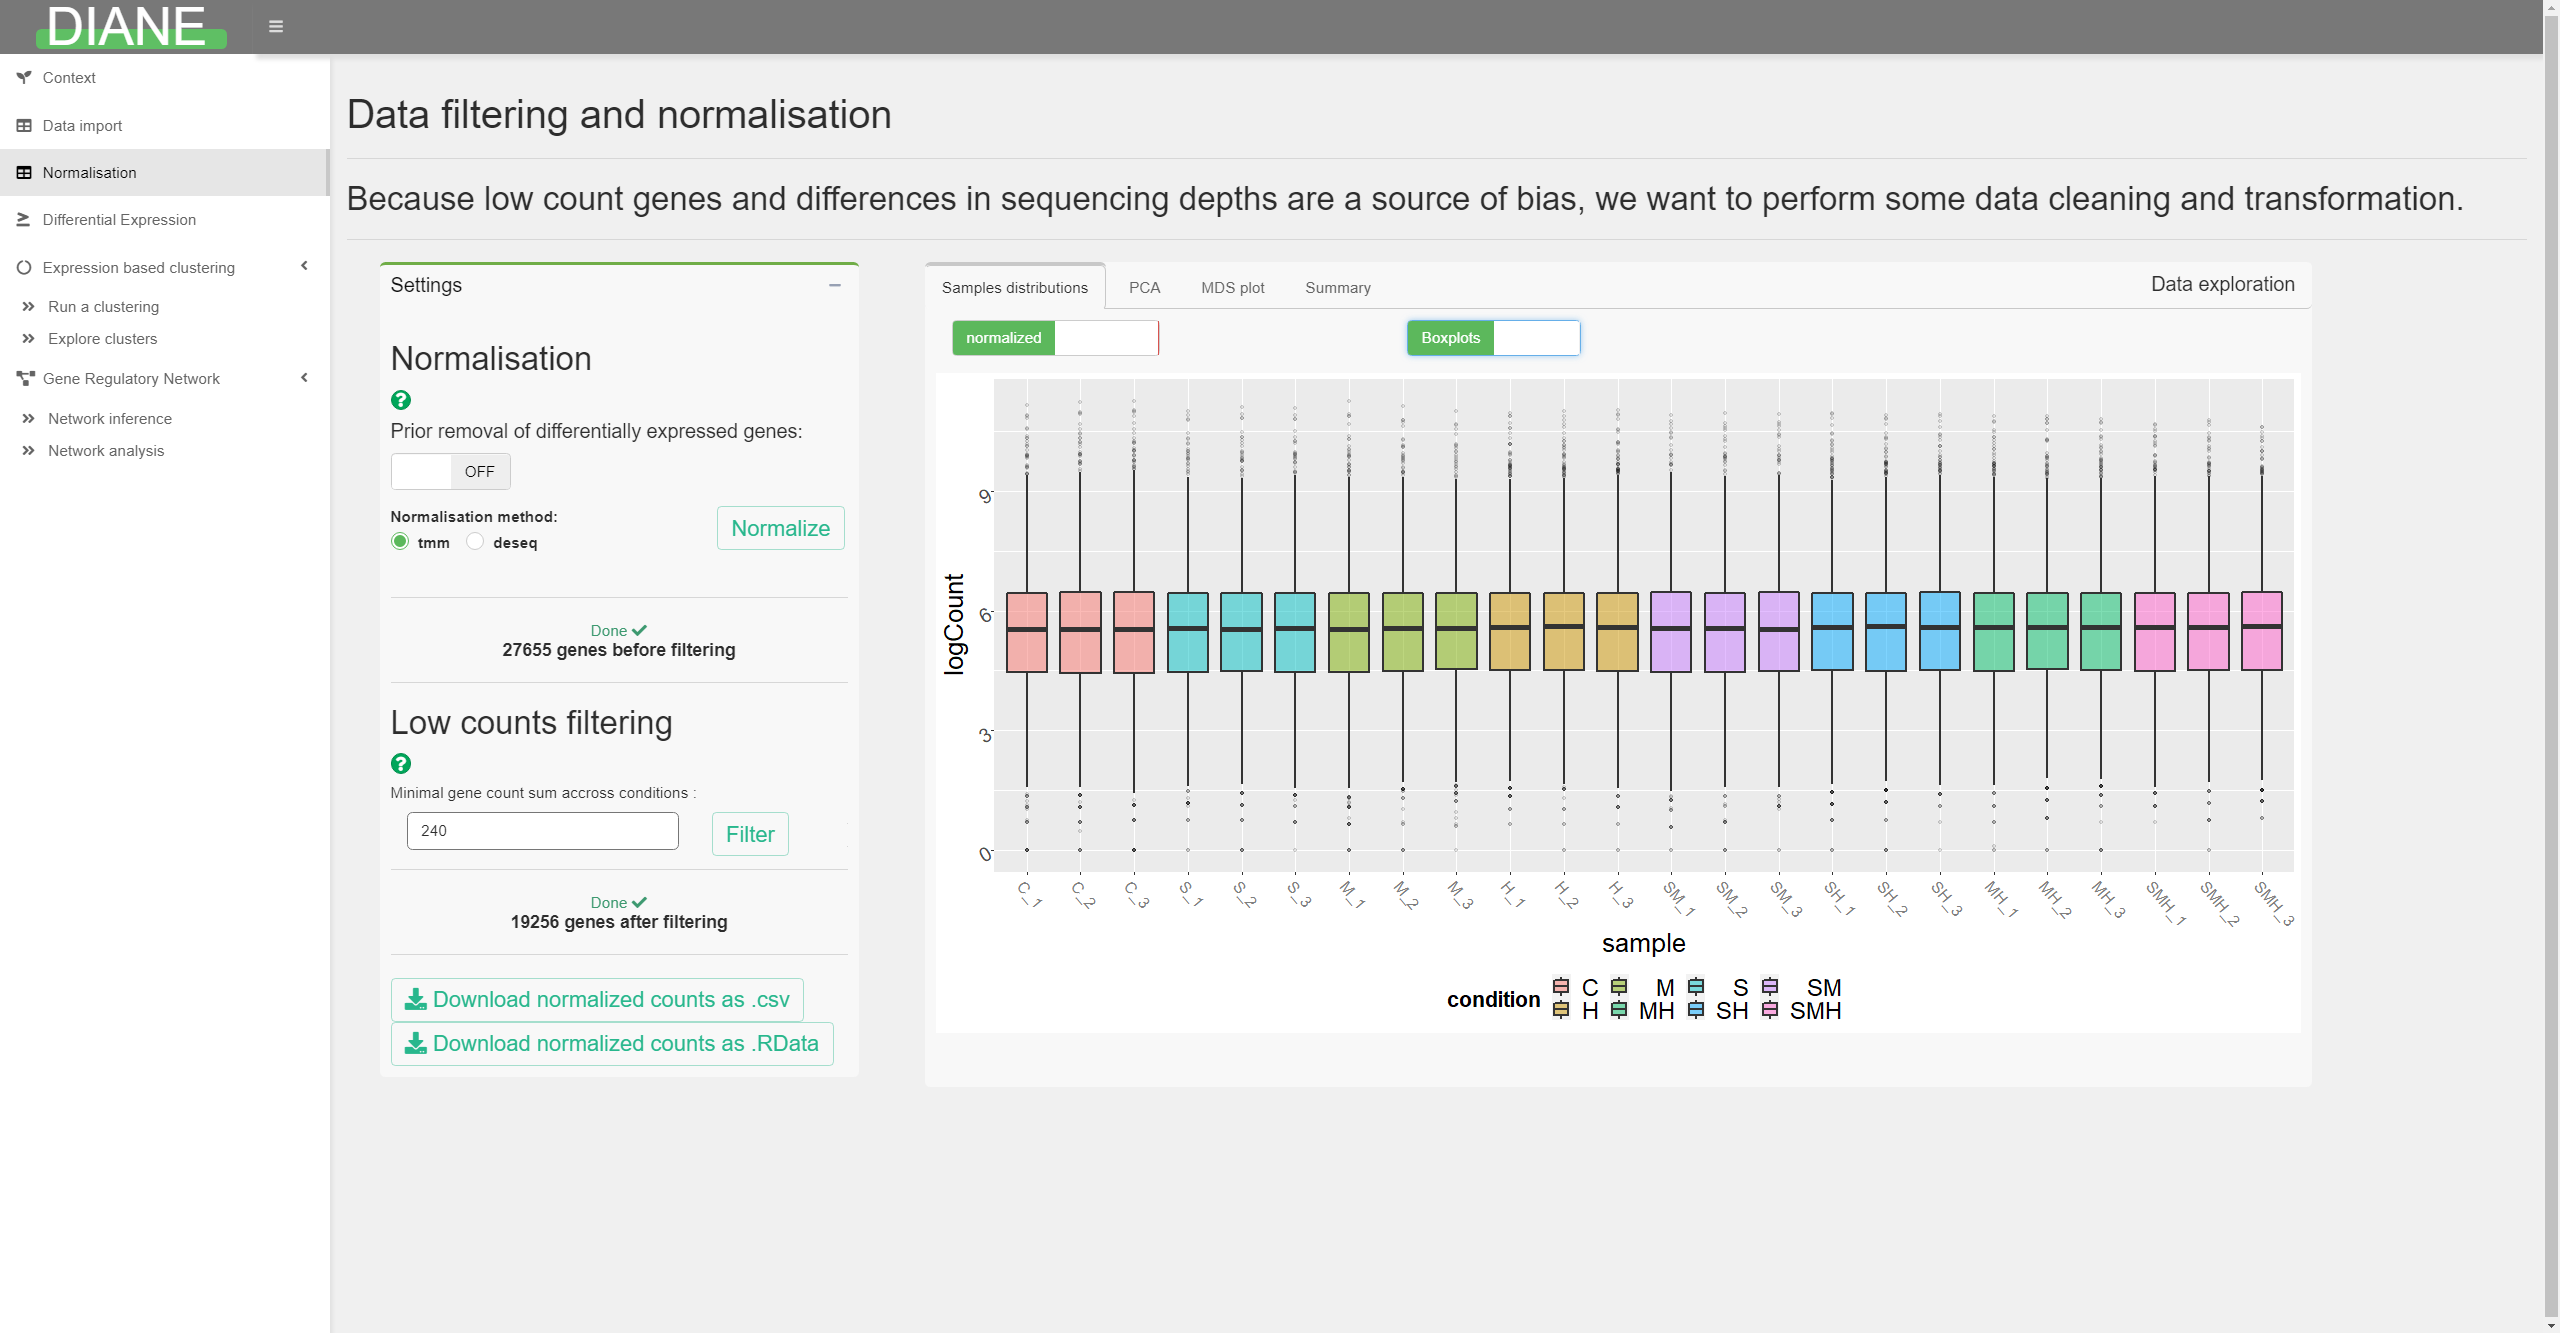 DIANE
Context
Data import
Normalisation
Differential Expression
Expression based clustering
Run a clustering
Explore clusters
Gene Regulatory Network
Network inference
Network analysis
Data filtering and normalisation
Because low count genes and differences in sequencing depths are a source of bias, we want to perform some data cleaning and transformation.
Settings
Normalisation
Prior removal of differentially expressed genes:
OFF
Normalisation method:
tmm deseq
Normalize
Done
27655 genes before filtering
Low counts filtering
Minimal gene count sum accross conditions :
240
Filter
Done
19256 genes after filtering
Download normalized counts as .csv
Download normalized counts as .RData
Samples distributions PCA MDS plot Summary
Data exploration
normalized
Boxplots
logCount
9
6
3
0
C_1 C_2 C_3 S_1 S_2 S_3 M_1 M_2 M_3 H_1 H_2 H_3 SM_1 SM_2 SM_3 SH_1 SH_2 SH_3 MH_1 MH_2 MH_3 SMH_1 SMH_2 SMH_3
sample
condition
C M S SM
H MH SH SMH